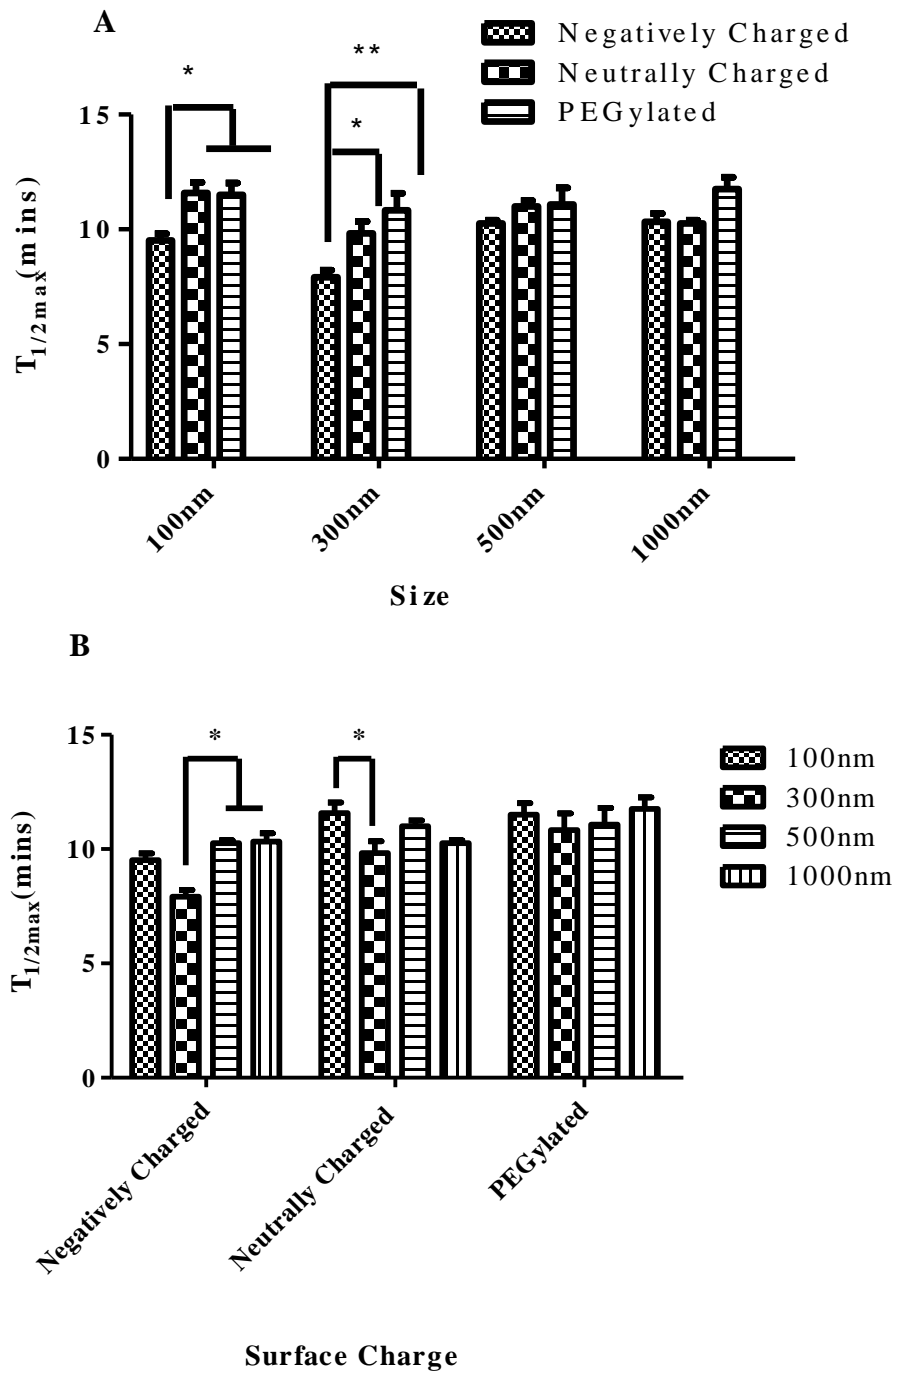 A
Negatively Charged
Neutrally Charged
PEGylated
**
*
*
15
10
5
0
T1/2max(mins)
100nm
300nm
500nm
1000nm
Size
B
15
10
5
0
*
*
T1/2max(mins)
100nm
300nm
500nm
1000nm
Negatively Charged
Neutrally Charged
PEGylated
Surface Charge